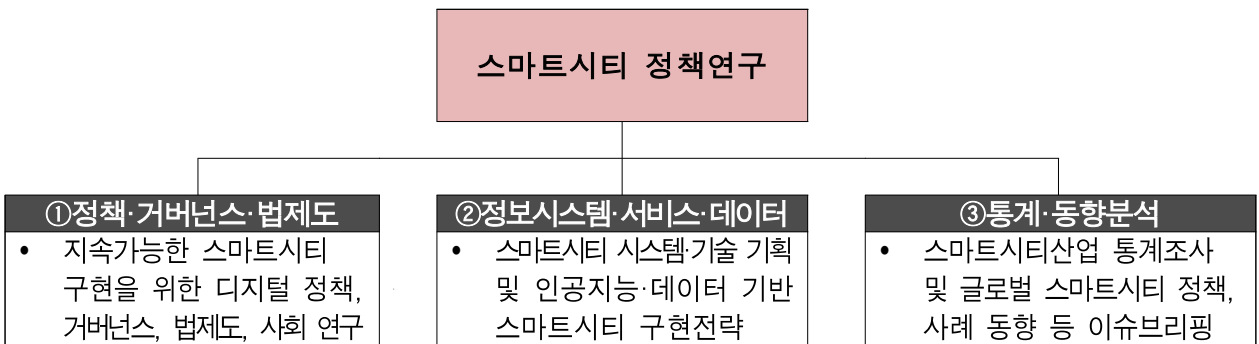 스마트시티 정책연구
①정책·거버넌스·법제도
• 지속가능한 스마트시티
구현을 위한 디지털 정책,
거버넌스, 법제도, 사회 연구
②정보시스템·서비스·데이터
• 스마트시티 시스템·기술 기획
및 인공지능·데이터 기반
스마트시티 구현전략
③통계·동향분석
• 스마트시티산업 통계조사
및 글로벌 스마트시티 정책,
사례 동향 등 이슈브리핑